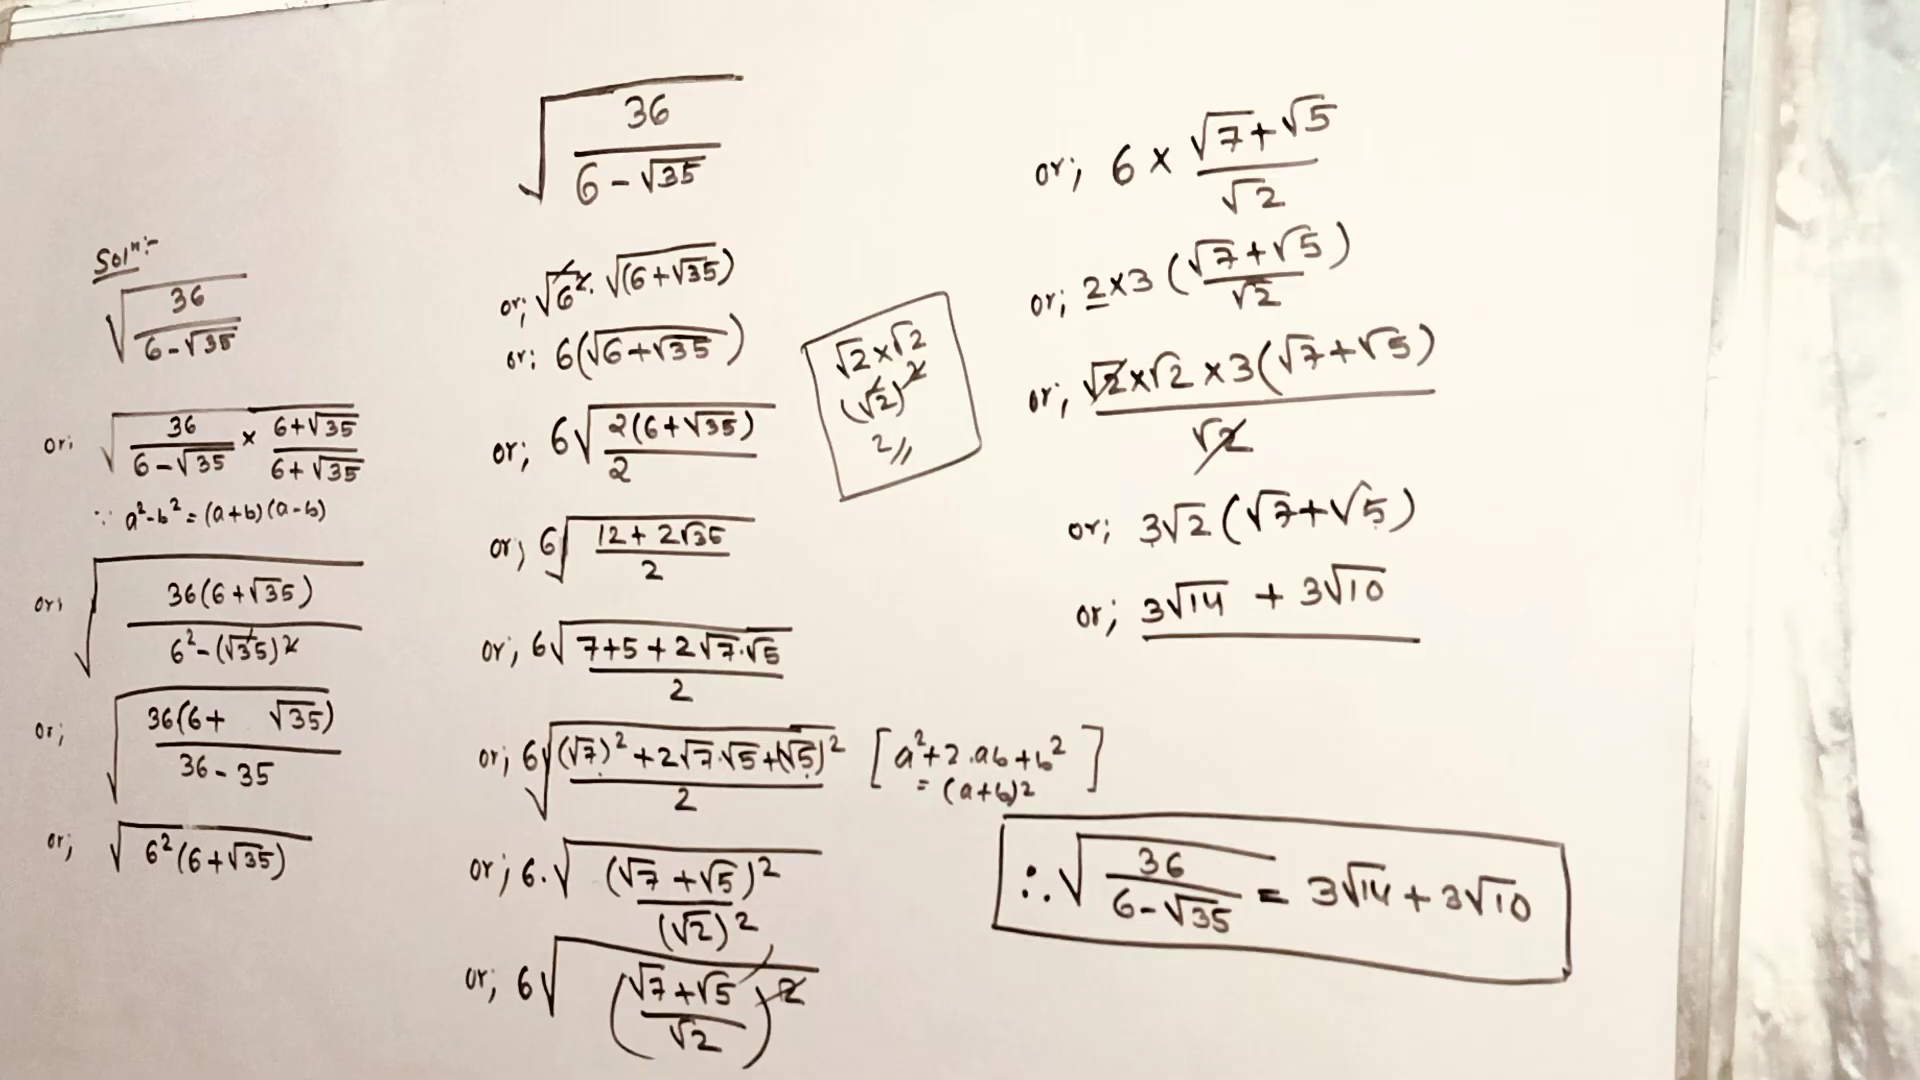 √(36/(6-√35))
Solⁿ:-
√(36/(6-√35))
or; √(36/(6-√35) × (6+√35)/(6+√35))
∵ a²-b² = (a+b)(a-b)
or; √(36(6+√35)/(6²-(√35)²))
or; √(36(6+ √35)/(36-35))
or; √(6²(6+√35))
or; √6². √(6+√35)
or; 6(√6+√35)
or; 6√(2(6+√35)/2)
or; 6√((12+2√35)/2)
or; 6√((7+5+2√7.√5)/2)
or; 6√(((√7)²+2√7.√5+(√5)²)/2) [a²+2.ab+b²
= (a+b)²]
or; 6.√((√7+√5)²/(√2)²)
or; 6√((√7+√5)/√2)²
√2×√2
(√2)²
2//
or; 6 × (√7+√5)/√2
or; 2×3 ((√7+√5)/√2)
or; √2×√2×3(√7+√5)/√2
or; 3√2(√7+√5)
or; 3√14 + 3√10
∴ √(36/(6-√35)) = 3√14 + 3√10